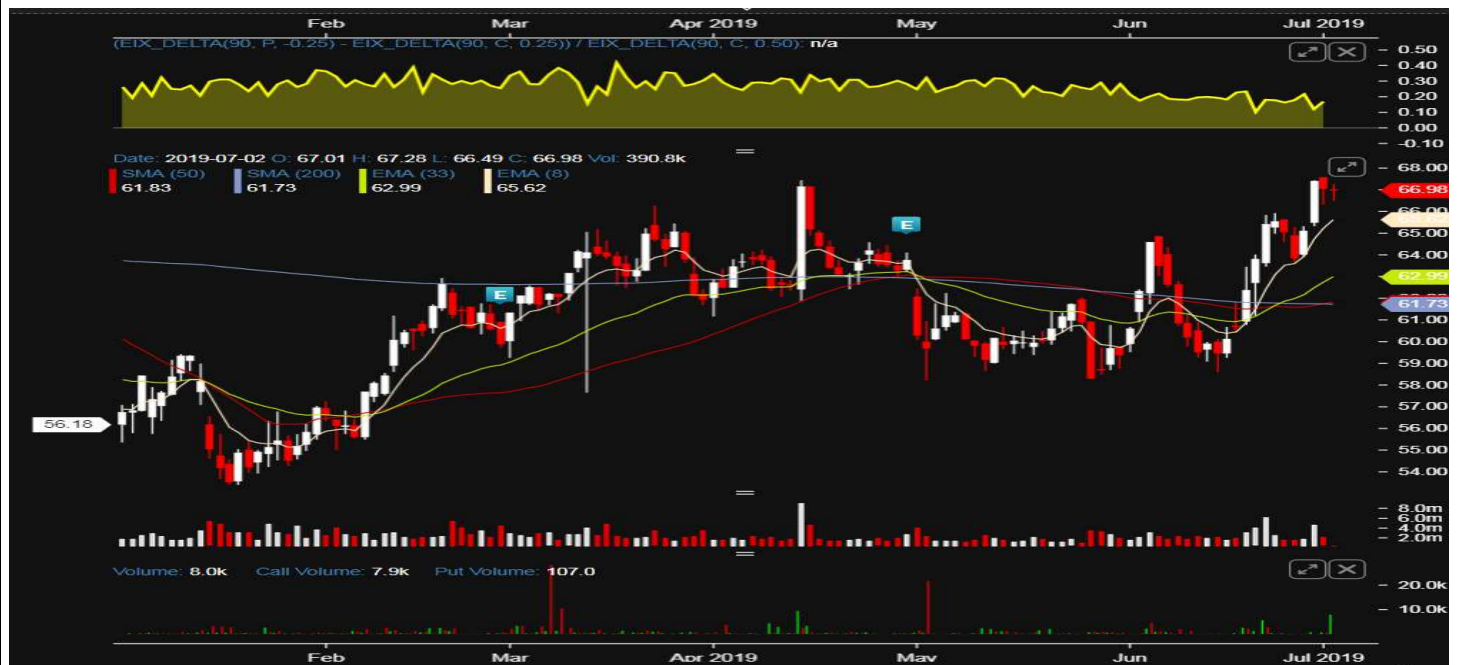 Feb Mar Apr 2019 May Jun Jul 2019
(EIX_DELTA(90, P, -0.25) - EIX_DELTA(90, C, 0.25)) / EIX_DELTA(90, C, 0.50): n/a
0.50
0.40
0.30
0.20
0.10
0.00
-0.10
Date: 2019-07-02 O: 67.01 H: 67.28 L: 66.49 C: 66.98 Vol: 390.8k
SMA (50) SMA (200) EMA (33) EMA (8)
61.83 61.73 62.99 65.62
68.00
66.98
66.00
65.00
64.00
62.99
61.73
61.00
60.00
59.00
58.00
57.00
56.00
55.00
54.00
E
E
56.18
8.0m
6.0m
4.0m
2.0m
Volume: 8.0k Call Volume: 7.9k Put Volume: 107.0
20.0k
10.0k
Feb Mar Apr 2019 May Jun Jul 2019